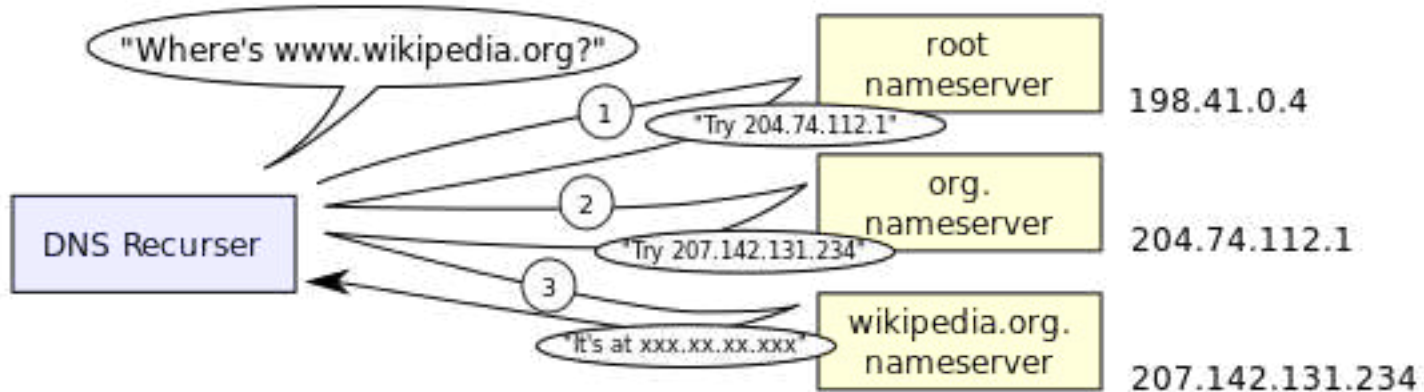 "Where's www.wikipedia.org?"
root
nameserver
198.41.0.4
1
"Try 204.74.112.1"
org.
nameserver
204.74.112.1
2
"Try 207.142.131.234"
DNS Recurser
3
wikipedia.org.
nameserver
207.142.131.234
"It's at xxx.xx.xx.xxx"